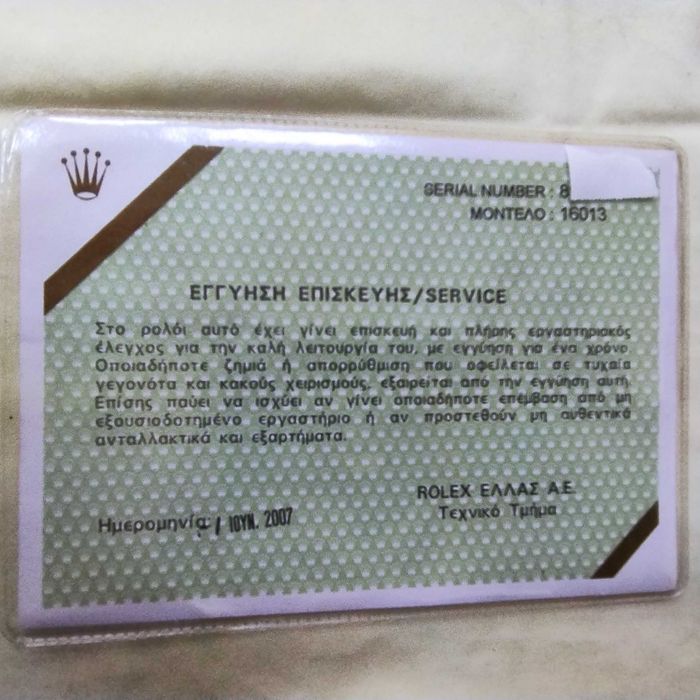 SERIAL NUMBER : 8
ΜΟΝΤΕΛΟ : 16013
ΕΓΓΥΗΣΗ ΕΠΙΣΚΕΥΗΣ/SERVICE
Στο ρολόι αυτό έχει γίνει επισκευή και πλήρης εργαστηριακός
έλεγχος για την καλή λειτουργία του, με εγγύηση για ένα χρόνο.
Οποιαδήποτε ζημιά ή απορρύθμιση που οφείλεται σε τυχαία
γεγονότα και κακούς χειρισμούς, εξαιρείται από την εγγύηση αυτή.
Επίσης παύει να ισχύει αν γίνει οποιαδήποτε επέμβαση από μη
εξουσιοδοτημένο εργαστήριο ή αν προστεθούν μη αυθεντικά
ανταλλακτικά και εξαρτήματα.
ROLEX ΕΛΛΑΣ Α.Ε.
Τεχνικό Τμήμα
Ημερομηνία: / ΙΟΥΝ. 2007